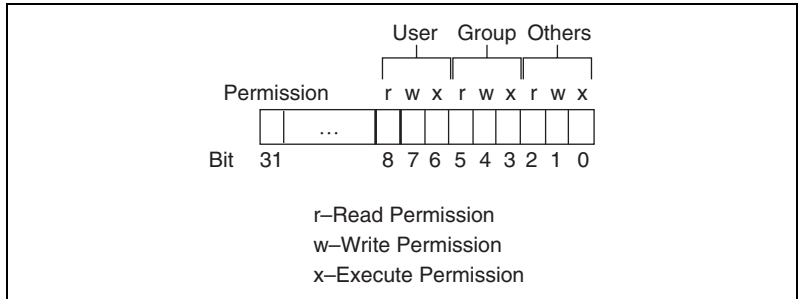 User Group Others
Permission r w x r w x r w x
...
Bit 31 8 7 6 5 4 3 2 1 0
r–Read Permission
w–Write Permission
x–Execute Permission